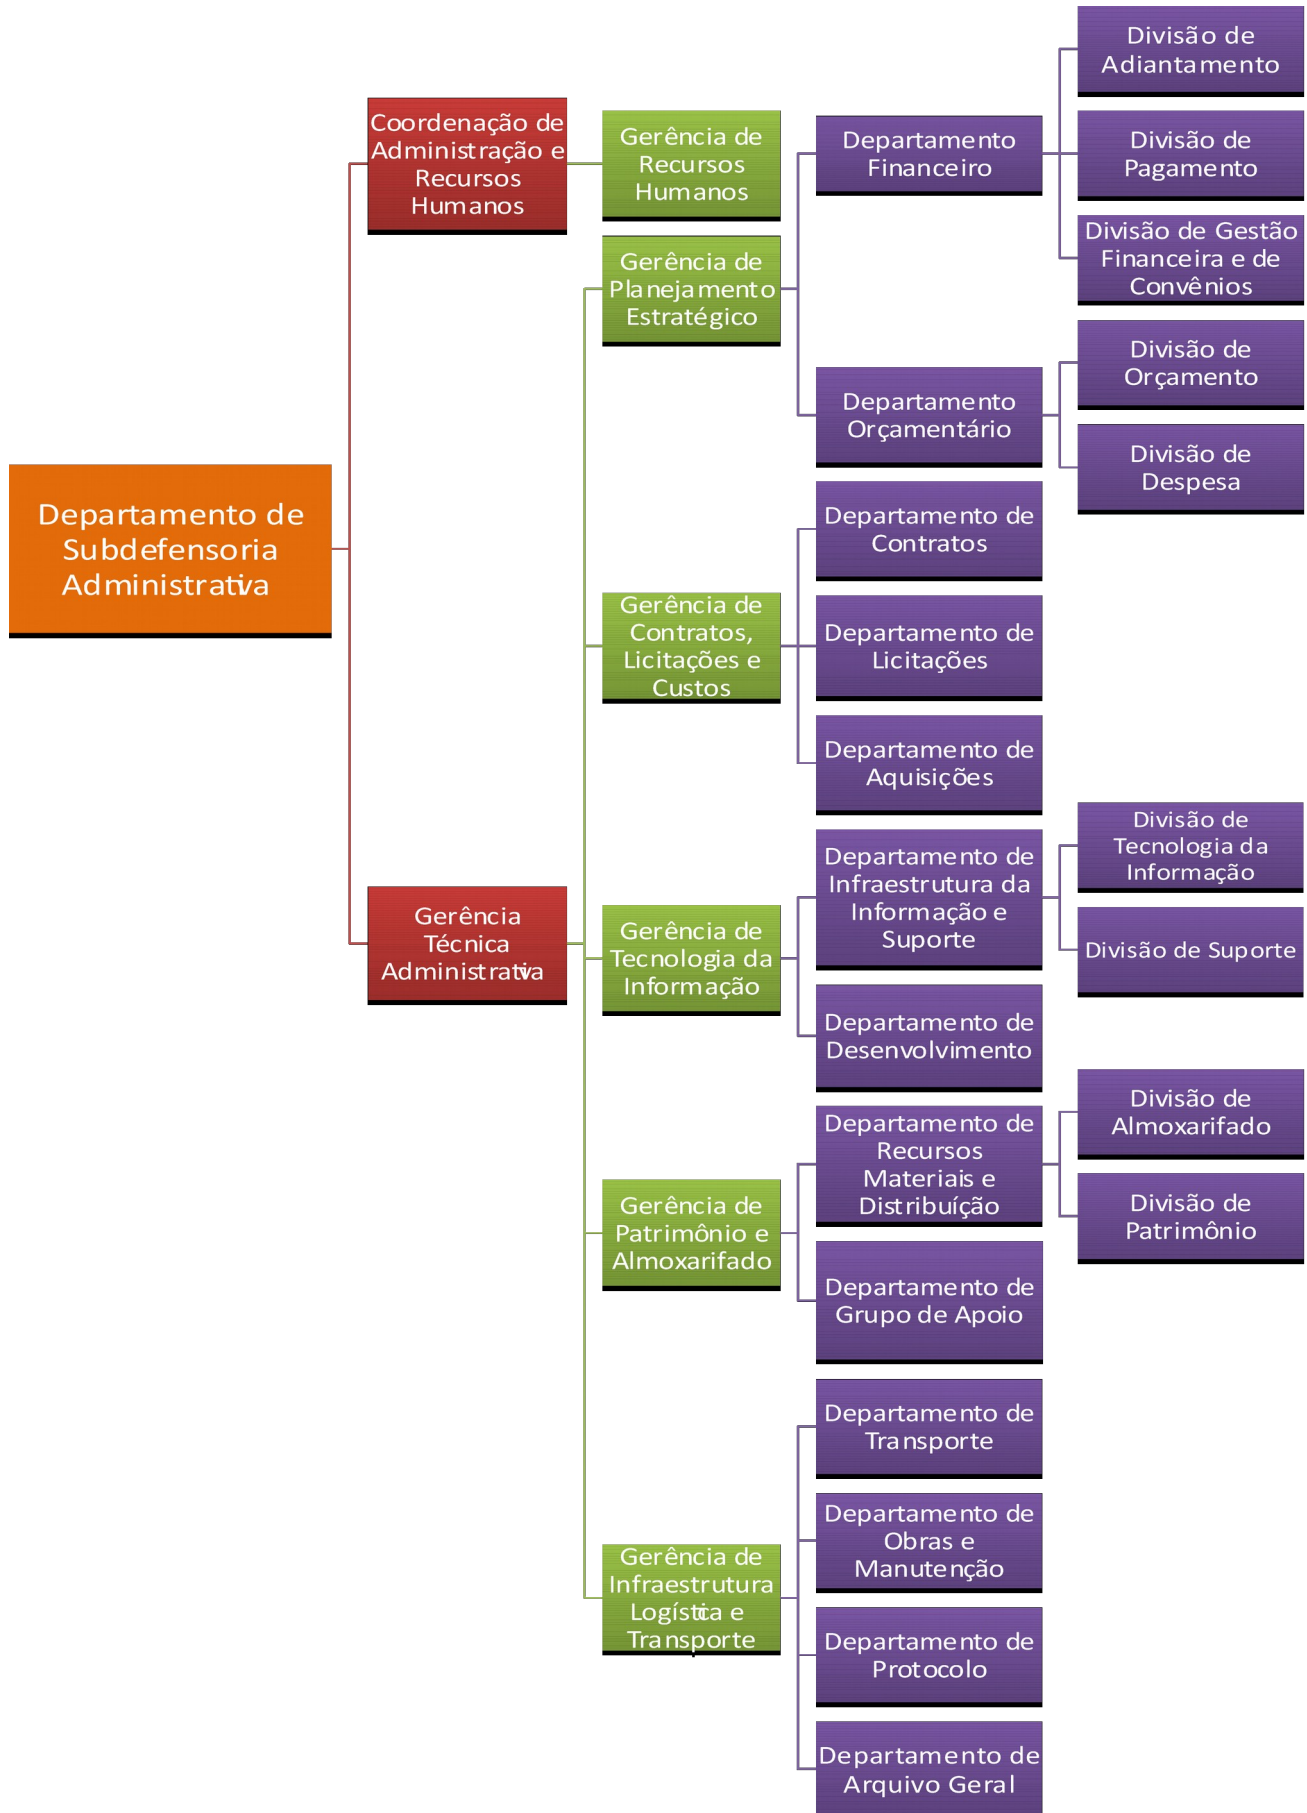 Departamento de
Subdefensoria
Administrativa
Coordenação de
Administração e
Recursos
Humanos
Gerência de
Recursos
Humanos
Gerência de
Planejamento
Estratégico
Departamento
Financeiro
Divisão de
Adiantamento
Divisão de
Pagamento
Divisão de Gestão
Financeira e de
Convênios
Departamento
Orçamentário
Divisão de
Orçamento
Divisão de
Despesa
Gerência
Técnica
Administrativa
Gerência de
Contratos,
Licitações e
Custos
Departamento de
Contratos
Departamento de
Licitações
Departamento de
Aquisições
Gerência de
Tecnologia da
Informação
Departamento de
Infraestrutura da
Informação e
Suporte
Divisão de
Tecnologia da
Informação
Divisão de Suporte
Departamento de
Desenvolvimento
Gerência de
Patrimônio e
Almoxarifado
Departamento de
Recursos
Materiais e
Distribuíção
Divisão de
Almoxarifado
Divisão de
Patrimônio
Departamento de
Grupo de Apoio
Gerência de
Infraestrutura
Logística e
Transporte
Departamento de
Transporte
Departamento de
Obras e
Manutenção
Departamento de
Protocolo
Departamento de
Arquivo Geral